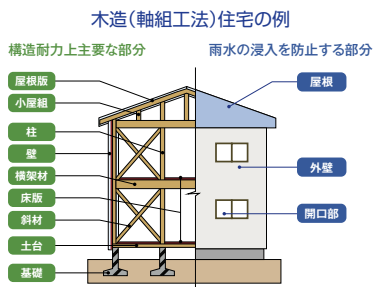 木造(軸組工法)住宅の例
構造耐力上主要な部分
雨水の浸入を防止する部分
屋根版
小屋組
柱
壁
横架材
床版
斜材
土台
基礎
屋根
外壁
開口部